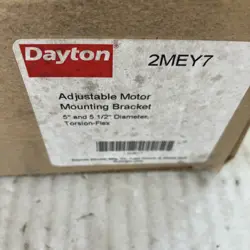 Dayton
2MEY7
Adjustable Motor
Mounting Bracket
5" and 5 1/2" Diameter,
Torsion-Flex